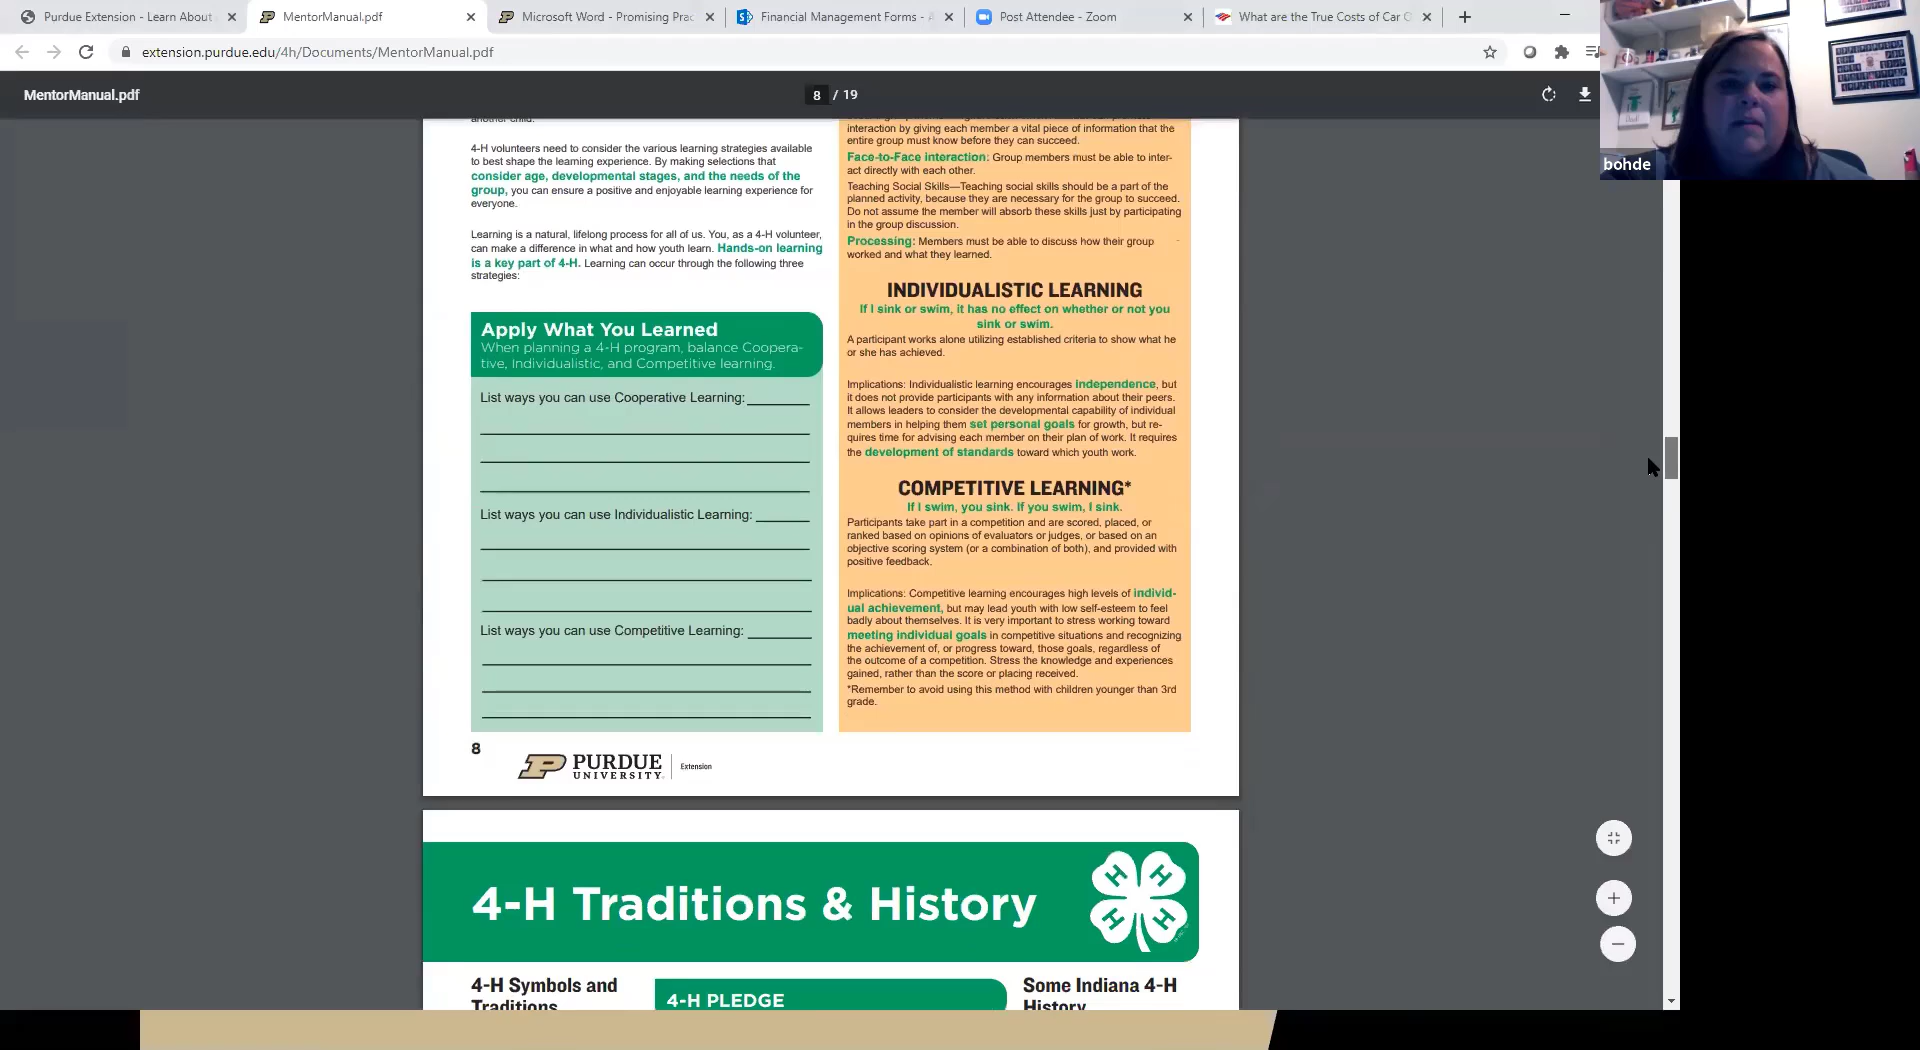 Purdue Extension - Learn About
MentorManual.pdf
Microsoft Word - Promising Prac
Financial Management Forms -
Post Attendee - Zoom
What are the True Costs of Car
extension.purdue.edu/4h/Documents/MentorManual.pdf
MentorManual.pdf
8 / 19
bohde
another child.
4-H volunteers need to consider the various learning strategies available
to best shape the learning experience. By making selections that
consider age, developmental stages, and the needs of the
group, you can ensure a positive and enjoyable learning experience for
everyone.
Learning is a natural, lifelong process for all of us. You, as a 4-H volunteer,
can make a difference in what and how youth learn. Hands-on learning
is a key part of 4-H. Learning can occur through the following three
strategies:
Apply What You Learned
When planning a 4-H program, balance Coopera-
tive, Individualistic, and Competitive learning.
List ways you can use Cooperative Learning:
List ways you can use Individualistic Learning:
List ways you can use Competitive Learning:
8
PURDUE
UNIVERSITY
Extension
interaction by giving each member a vital piece of information that the
entire group must know before they can succeed.
Face-to-Face interaction: Group members must be able to inter-
act directly with each other.
Teaching Social Skills—Teaching social skills should be a part of the
planned activity, because they are necessary for the group to succeed.
Do not assume the member will absorb these skills just by participating
in the group discussion.
Processing: Members must be able to discuss how their group
worked and what they learned.
INDIVIDUALISTIC LEARNING
If I sink or swim, it has no effect on whether or not you
sink or swim.
A participant works alone utilizing established criteria to show what he
or she has achieved.
Implications: Individualistic learning encourages independence, but
it does not provide participants with any information about their peers.
It allows leaders to consider the developmental capability of individual
members in helping them set personal goals for growth, but re-
quires time for advising each member on their plan of work. It requires
the development of standards toward which youth work.
COMPETITIVE LEARNING*
If I swim, you sink. If you swim, I sink.
Participants take part in a competition and are scored, placed, or
ranked based on opinions of evaluators or judges, or based on an
objective scoring system (or a combination of both), and provided with
positive feedback.
Implications: Competitive learning encourages high levels of individ-
ual achievement, but may lead youth with low self-esteem to feel
badly about themselves. It is very important to stress working toward
meeting individual goals in competitive situations and recognizing
the achievement of, or progress toward, those goals, regardless of
the outcome of a competition. Stress the knowledge and experiences
gained, rather than the score or placing received.
*Remember to avoid using this method with children younger than 3rd
grade.
4-H Traditions & History
H H H H
4-H Symbols and
Traditions
4-H PLEDGE
Some Indiana 4-H
History